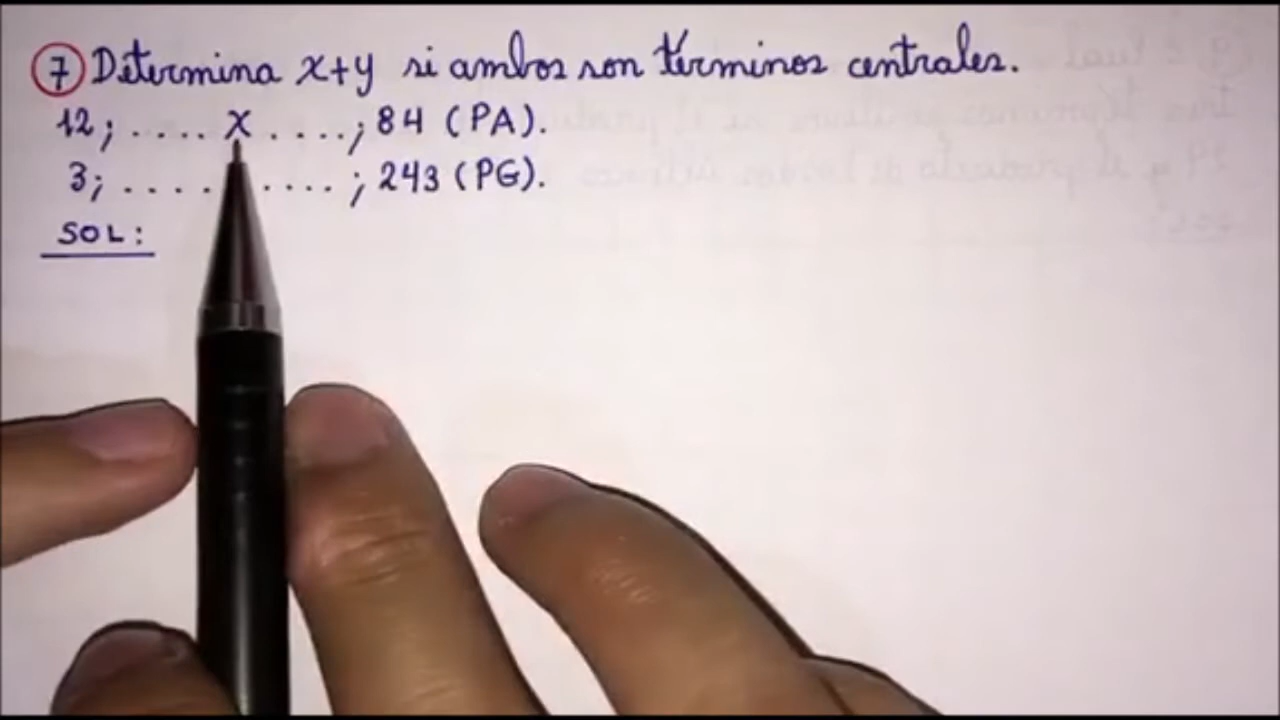 7 Determina x+y si ambos son términos centrales.
12; ..... x ....; 84 (PA).
3; .... ....; 243 (PG).
SOL: